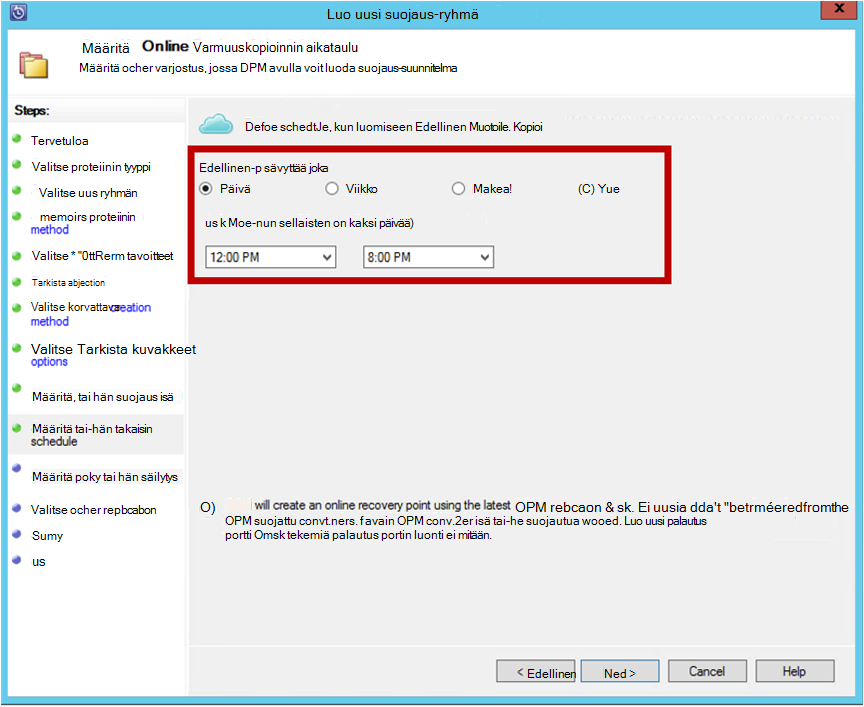 Luo uusi suojaus-ryhmä
X
Määritä Online Varmuuskopioinnin aikataulu
Määritä ocher varjostus, jossa DPM avulla voit luoda suojaus-suunnitelma
Steps:
Tervetuloa
Valitse proteiinin tyyppi
Valitse uus ryhmän
memoirs proteiinin
method
Valitse * "0ttRerm tavoitteet
Tarkista abjection
Valitse korvattava creation
method
Valitse Tarkista kuvakkeet
options
Määritä, tai hän suojaus isä
Määritä tai-hän takaisin
schedule
Määritä poky tai hän säilytys
Valitse ocher repbcabon
Sumy
us
Defoe schedtJe, kun luomiseen Edellinen Muotoile. Kopioi
Edellinen-p sävyttää joka
Päivä
Viikko
Makea!
(C) Yue
us k Moe-nun sellaisten on kaksi päivää)
12:00 PM
8:00 PM
O) will create an online recovery point using the latest OPM rebcaon & sk. Ei uusia dda't "betrméeredfromthe
OPM suojattu convt.ners. favain OPM conv.2er isä tai-he suojautua wooed. Luo uusi palautus
portti Omsk tekemiä palautus portin luonti ei mitään.
< Edellinen
Ned >
Cancel
Help